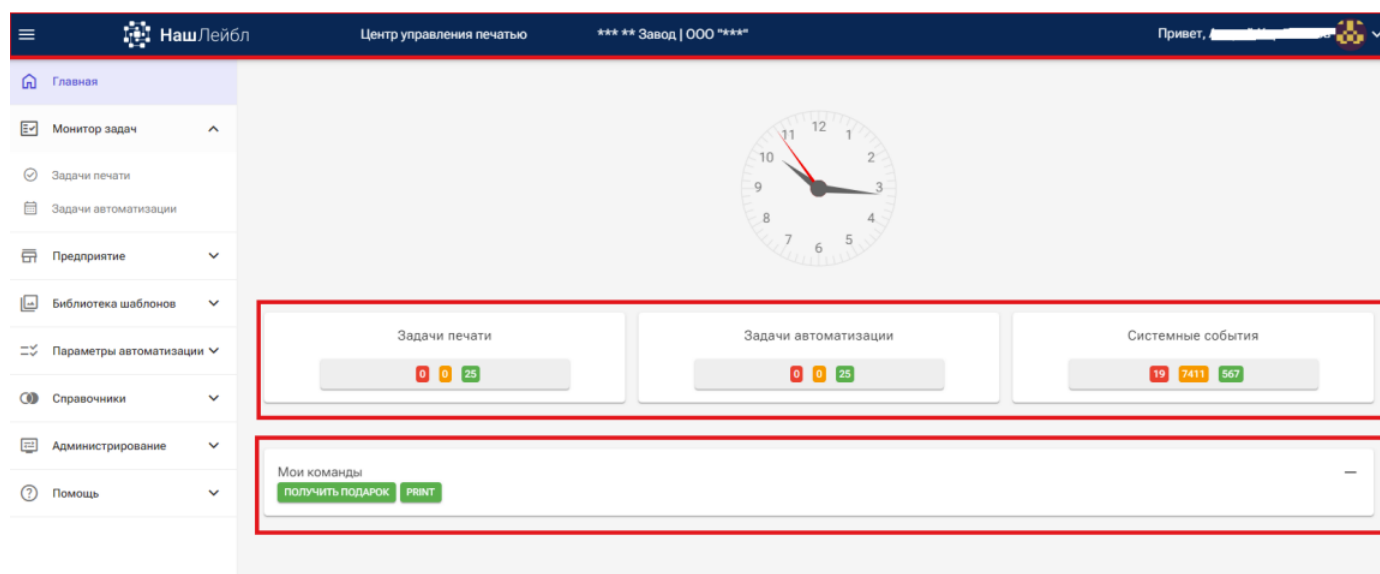 НашЛейбл Центр управления печатью *** ** Завод | ООО "***" Привет,
Главная
Монитор задач
Задачи печати
Задачи автоматизации
Предприятие
Библиотека шаблонов
Параметры автоматизации
Справочники
Администрирование
Помощь
12
11 1
10 2
9 3
8 4
7 5
6
Задачи печати Задачи автоматизации Системные события
0 0 25 0 0 25 19 7411 567
Мои команды
ПОЛУЧИТЬ ПОДАРОК PRINT